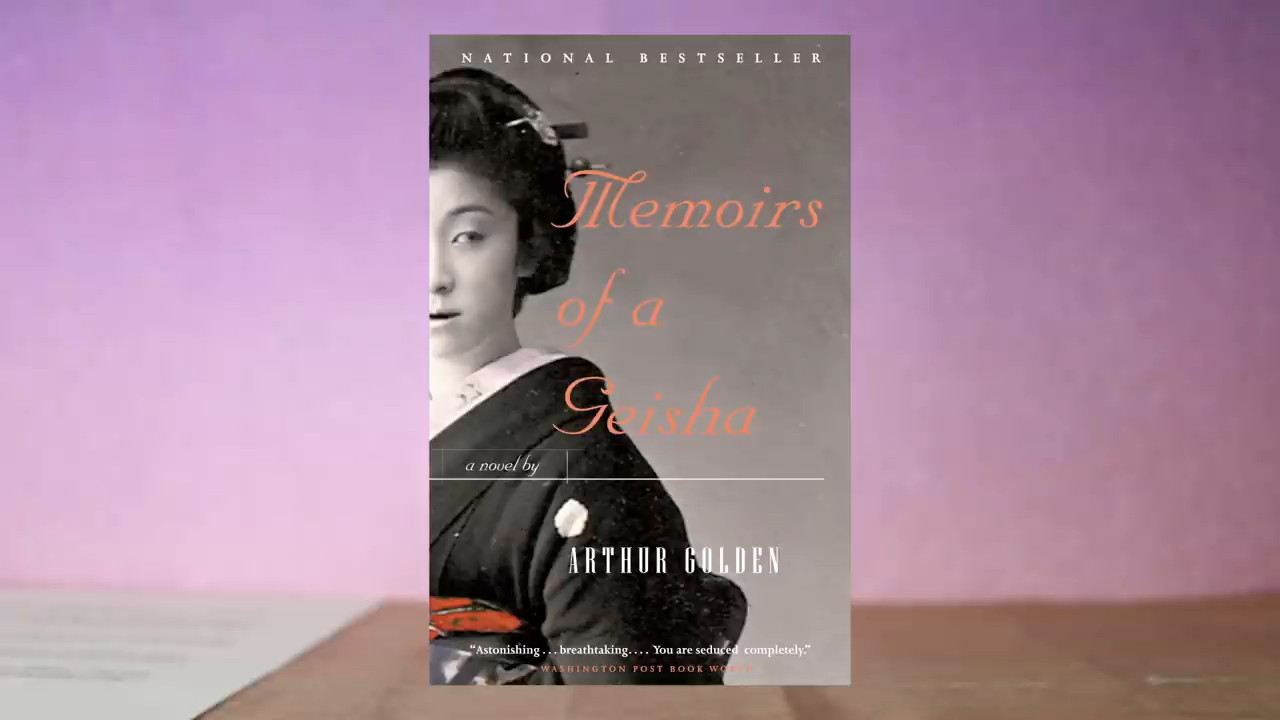 NATIONAL BESTSELLER
Memoirs
of a
Geisha
a novel by
ARTHUR GOLDEN
“Astonishing . . . breathtaking. . . . You are seduced completely.”
WASHINGTON POST BOOK WORLD